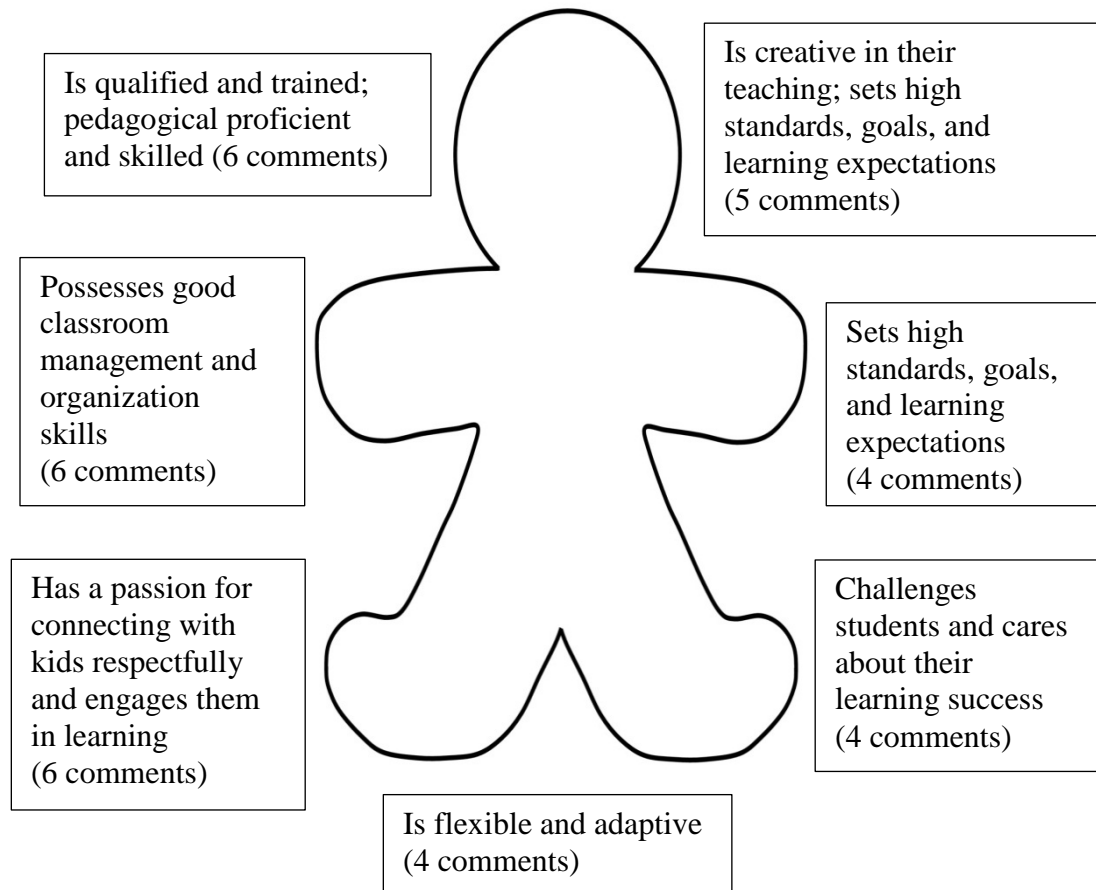 Is qualified and trained;
pedagogical proficient
and skilled (6 comments)
Is creative in their
teaching; sets high
standards, goals, and
learning expectations
(5 comments)
Possesses good
classroom
management and
organization
skills
(6 comments)
Sets high
standards, goals,
and learning
expectations
(4 comments)
Has a passion for
connecting with
kids respectfully
and engages them
in learning
(6 comments)
Challenges
students and cares
about their
learning success
(4 comments)
Is flexible and adaptive
(4 comments)